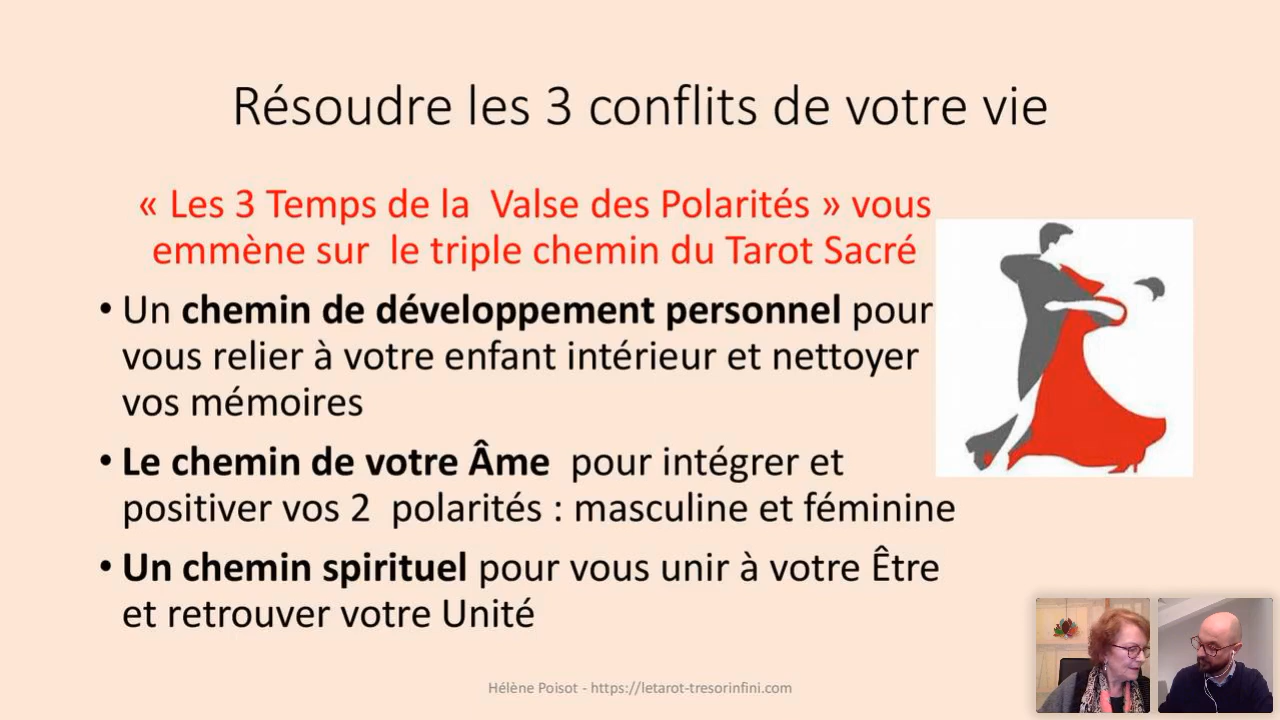 Résoudre les 3 conflits de votre vie
« Les 3 Temps de la  Valse des Polarités » vous
emmène sur  le triple chemin du Tarot Sacré
• Un chemin de développement personnel pour
vous relier à votre enfant intérieur et nettoyer
vos mémoires
• Le chemin de votre Âme  pour intégrer et
positiver vos 2  polarités : masculine et féminine
• Un chemin spirituel pour vous unir à votre Être
et retrouver votre Unité
Hélène Poisot - https://letarot-tresorinfini.com